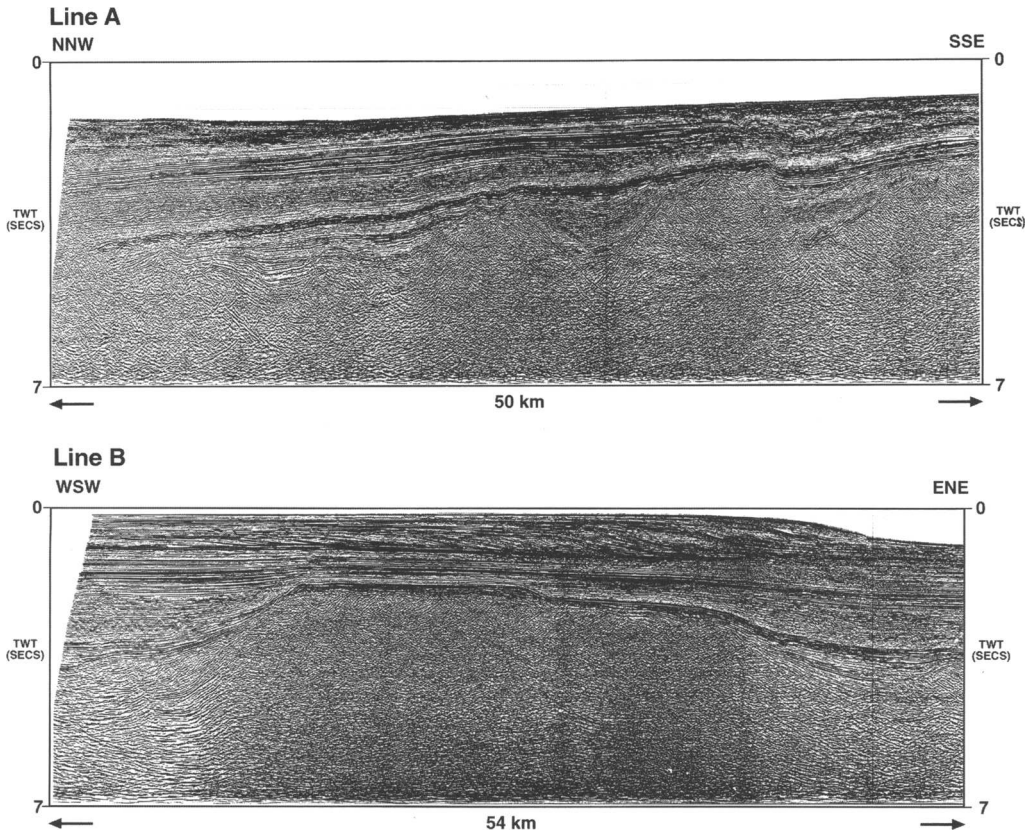 Line A
NNW
SSE
0
0
TWT
(SECS)
TWT
(SECS)
7
7
50 km
Line B
WSW
ENE
0
0
TWT
(SECS)
TWT
(SECS)
7
7
54 km